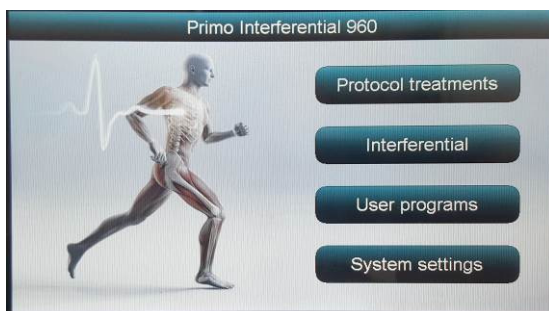 Primo Interferential 960
Protocol treatments
Interferential
User programs
System settings